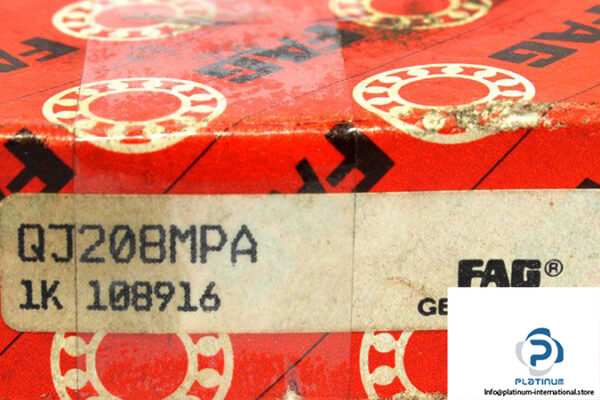 FAG
FAG
QJ208MPA
1K 108916
FAG®
GE
PLATINUM
Info@platinum-international.store